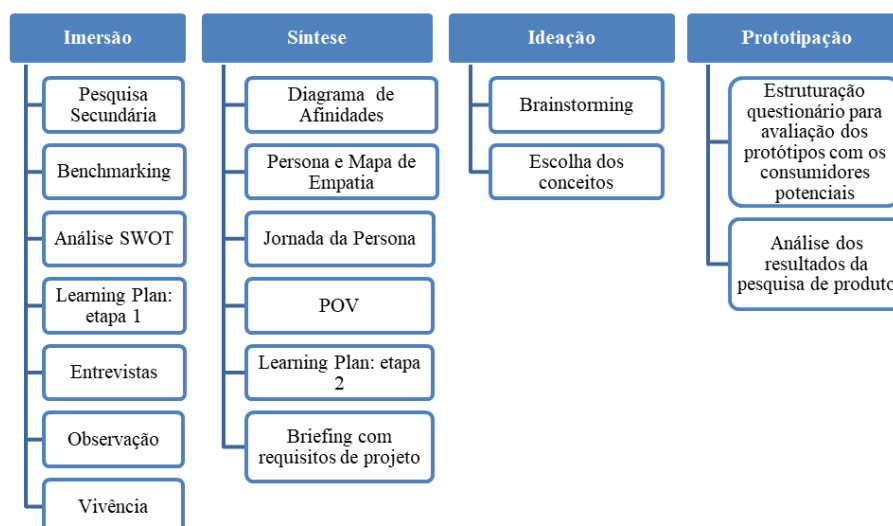 Imersão
Pesquisa
Secundária
Benchmarking
Análise SWOT
Learning Plan:
etapa 1
Entrevistas
Observação
Vivência
Síntese
Diagrama de
Afinidades
Persona e Mapa de
Empatia
Jornada da Persona
POV
Learning Plan: etapa
2
Briefing com
requisitos de projeto
Ideação
Brainstorming
Escolha dos
conceitos
Prototipação
Estruturação
questionário para
avaliação dos
protótipos com os
consumidores
potenciais
Análise dos
resultados da
pesquisa de produto